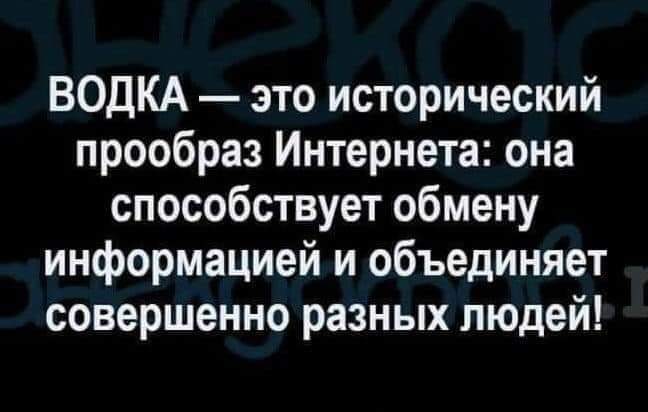 ВОДКА — это исторический
прообраз Интернета: она
способствует обмену
информацией и объединяет
совершенно разных людей!